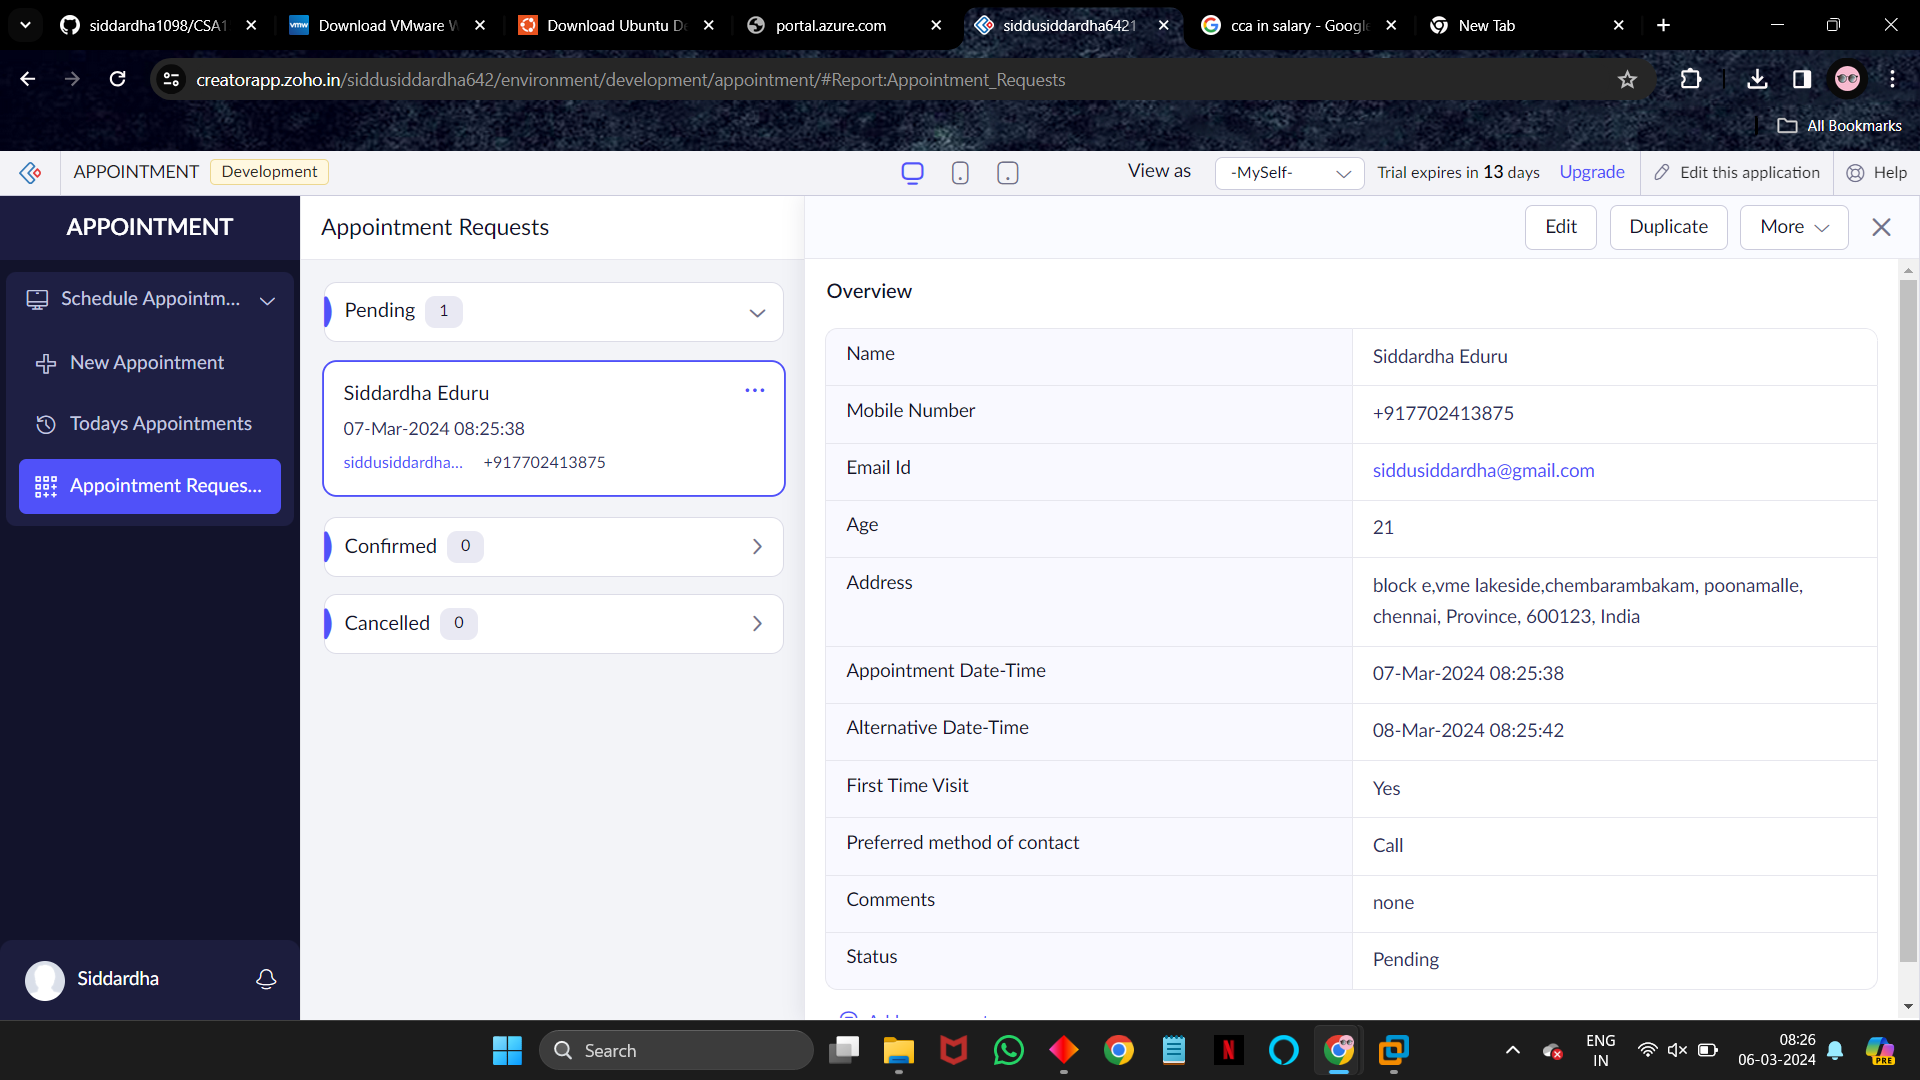 siddardha1098/CSA1
Download VMware W
Download Ubuntu De
portal.azure.com
siddusiddardha6421
cca in salary - Google
New Tab
creatorapp.zoho.in/siddusiddardha642/environment/development/appointment/#Report:Appointment_Requests
All Bookmarks
APPOINTMENT Development
View as -MySelf- Trial expires in 13 days Upgrade Edit this application Help
APPOINTMENT
Schedule Appointm...
New Appointment
Todays Appointments
Appointment Reques...
Siddardha
Appointment Requests
Pending 1
Siddardha Eduru
07-Mar-2024 08:25:38
siddusiddardha... +917702413875
Confirmed 0
Cancelled 0
Edit Duplicate More
Overview
Name Siddardha Eduru
Mobile Number +917702413875
Email Id siddusiddardha@gmail.com
Age 21
Address block e,vme lakeside,chembarambakam, poonamalle,
chennai, Province, 600123, India
Appointment Date-Time 07-Mar-2024 08:25:38
Alternative Date-Time 08-Mar-2024 08:25:42
First Time Visit Yes
Preferred method of contact Call
Comments none
Status Pending
Search
ENG
IN
08:26
06-03-2024
PRE